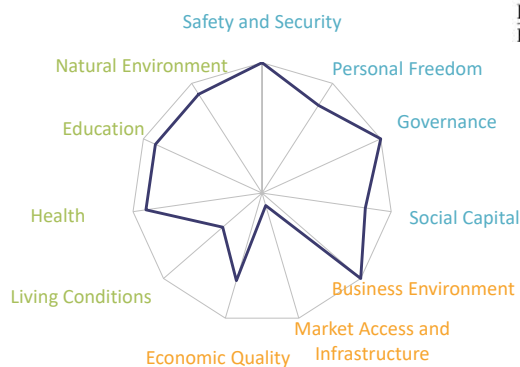 Safety and Security
Natural Environment
Personal Freedom
Education
Governance
Health
Social Capital
Living Conditions
Business Environment
Market Access and
Infrastructure
Economic Quality